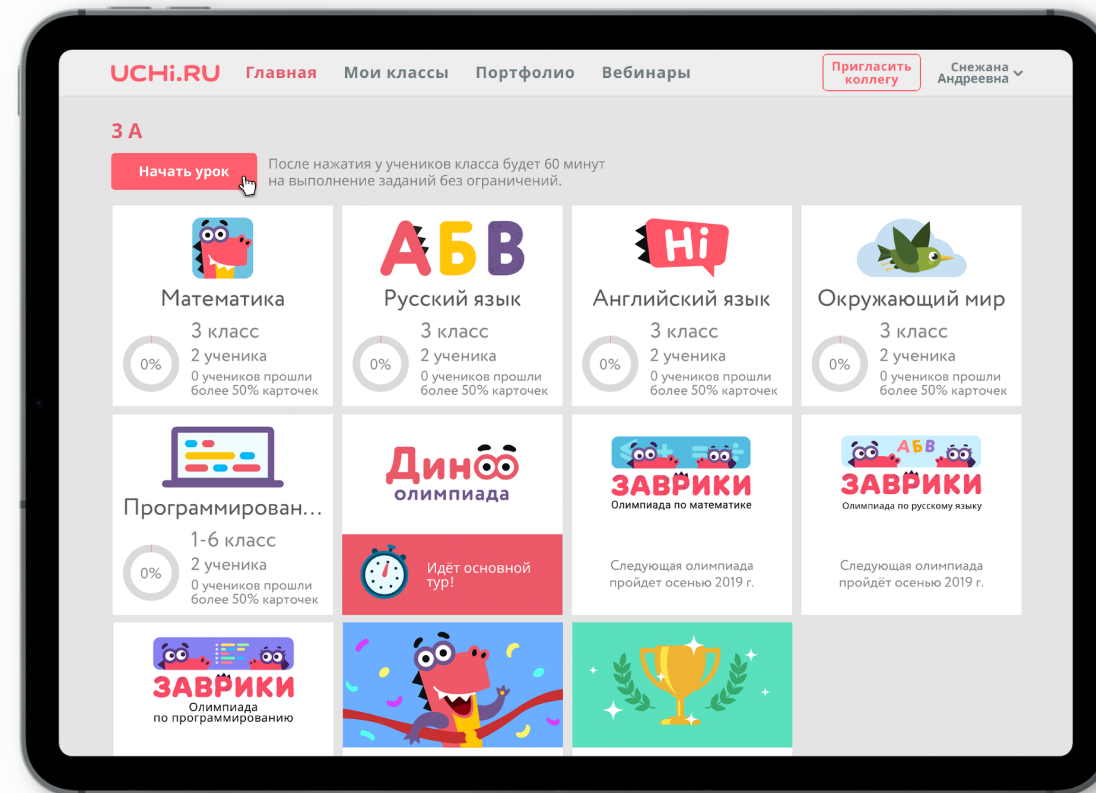 UCHi.RU Главная Мои классы Портфолио Вебинары
Пригласить
коллегу
Снежана
Андреевна
3 А
Начать урок
После нажатия у учеников класса будет 60 минут
на выполнение заданий без ограничений.
Математика
3 класс
0%
2 ученика
0 учеников прошли
более 50% карточек
АБВ
Русский язык
3 класс
0%
2 ученика
0 учеников прошли
более 50% карточек
Hi
Английский язык
3 класс
0%
2 ученика
0 учеников прошли
более 50% карточек
Окружающий мир
3 класс
0%
2 ученика
0 учеников прошли
более 50% карточек
Программирован...
1-6 класс
0%
2 ученика
0 учеников прошли
более 50% карточек
Дино
олимпиада
Идёт основной
тур!
ЗАВРИКИ
Олимпиада по математике
Следующая олимпиада
пройдет осенью 2019 г.
АБВ
ЗАВРИКИ
Олимпиада по русскому языку
Следующая олимпиада
пройдёт осенью 2019 г.
ЗАВРИКИ
Олимпиада
по программированию